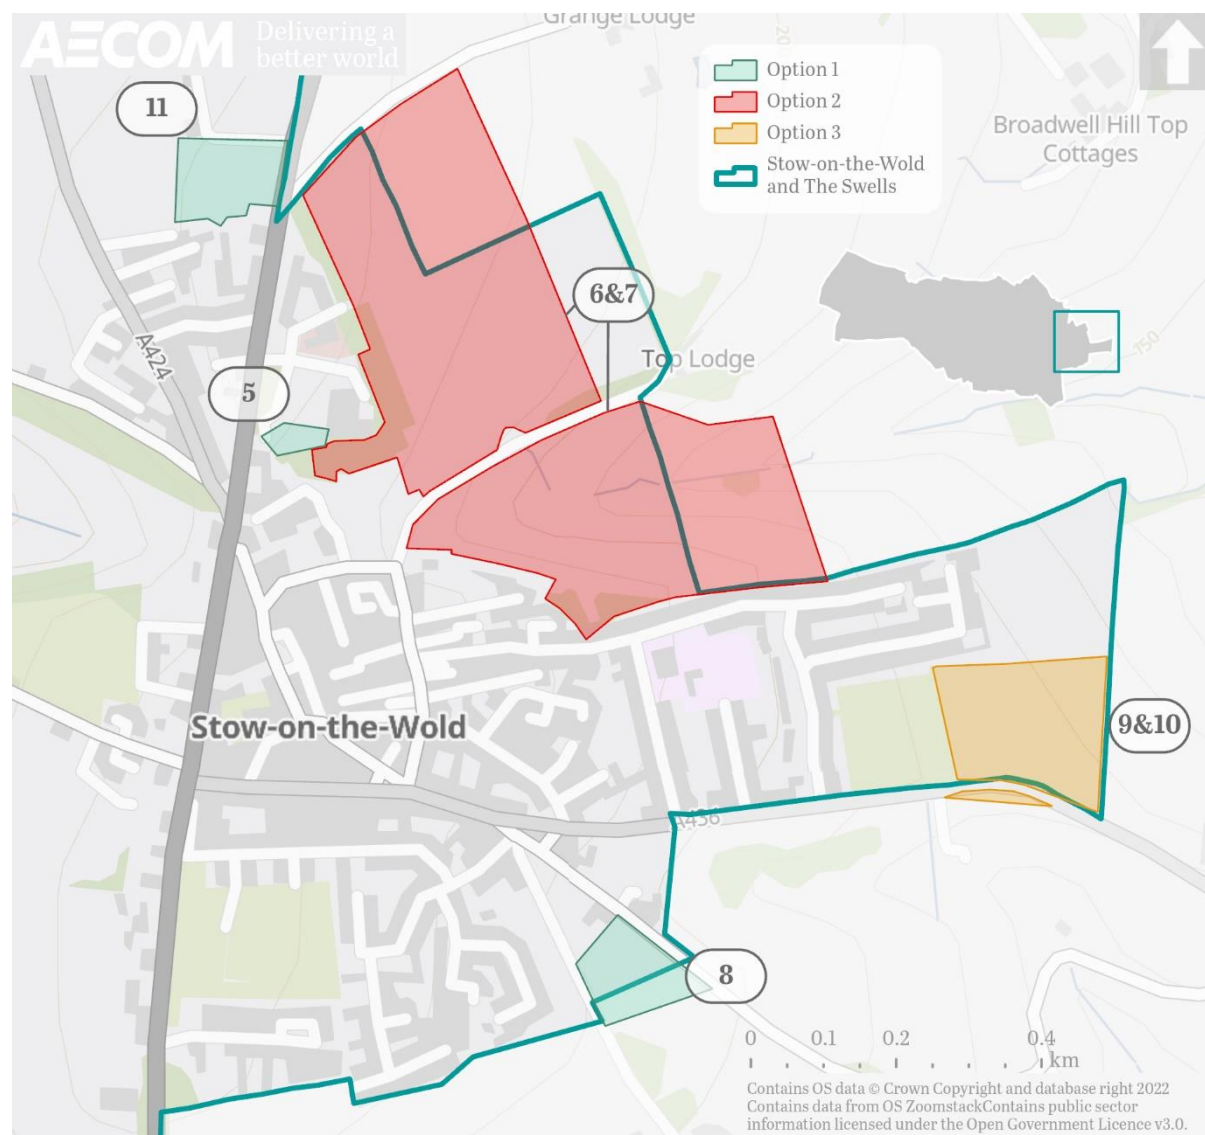 AECOM
Delivering a
better world
Grange Lodge
20
Option 1
Option 2
Option 3
Stow-on-the-Wold
and The Swells
Broadwell Hill Top
Cottages
11
6&7
A424
Top Lodge
150
5
Stow-on-the-Wold
9&10
A436
8
0 0.1 0.2 0.4
km
Contains OS data © Crown Copyright and database right 2022
Contains data from OS ZoomstackContains public sector
information licensed under the Open Government Licence v3.0.